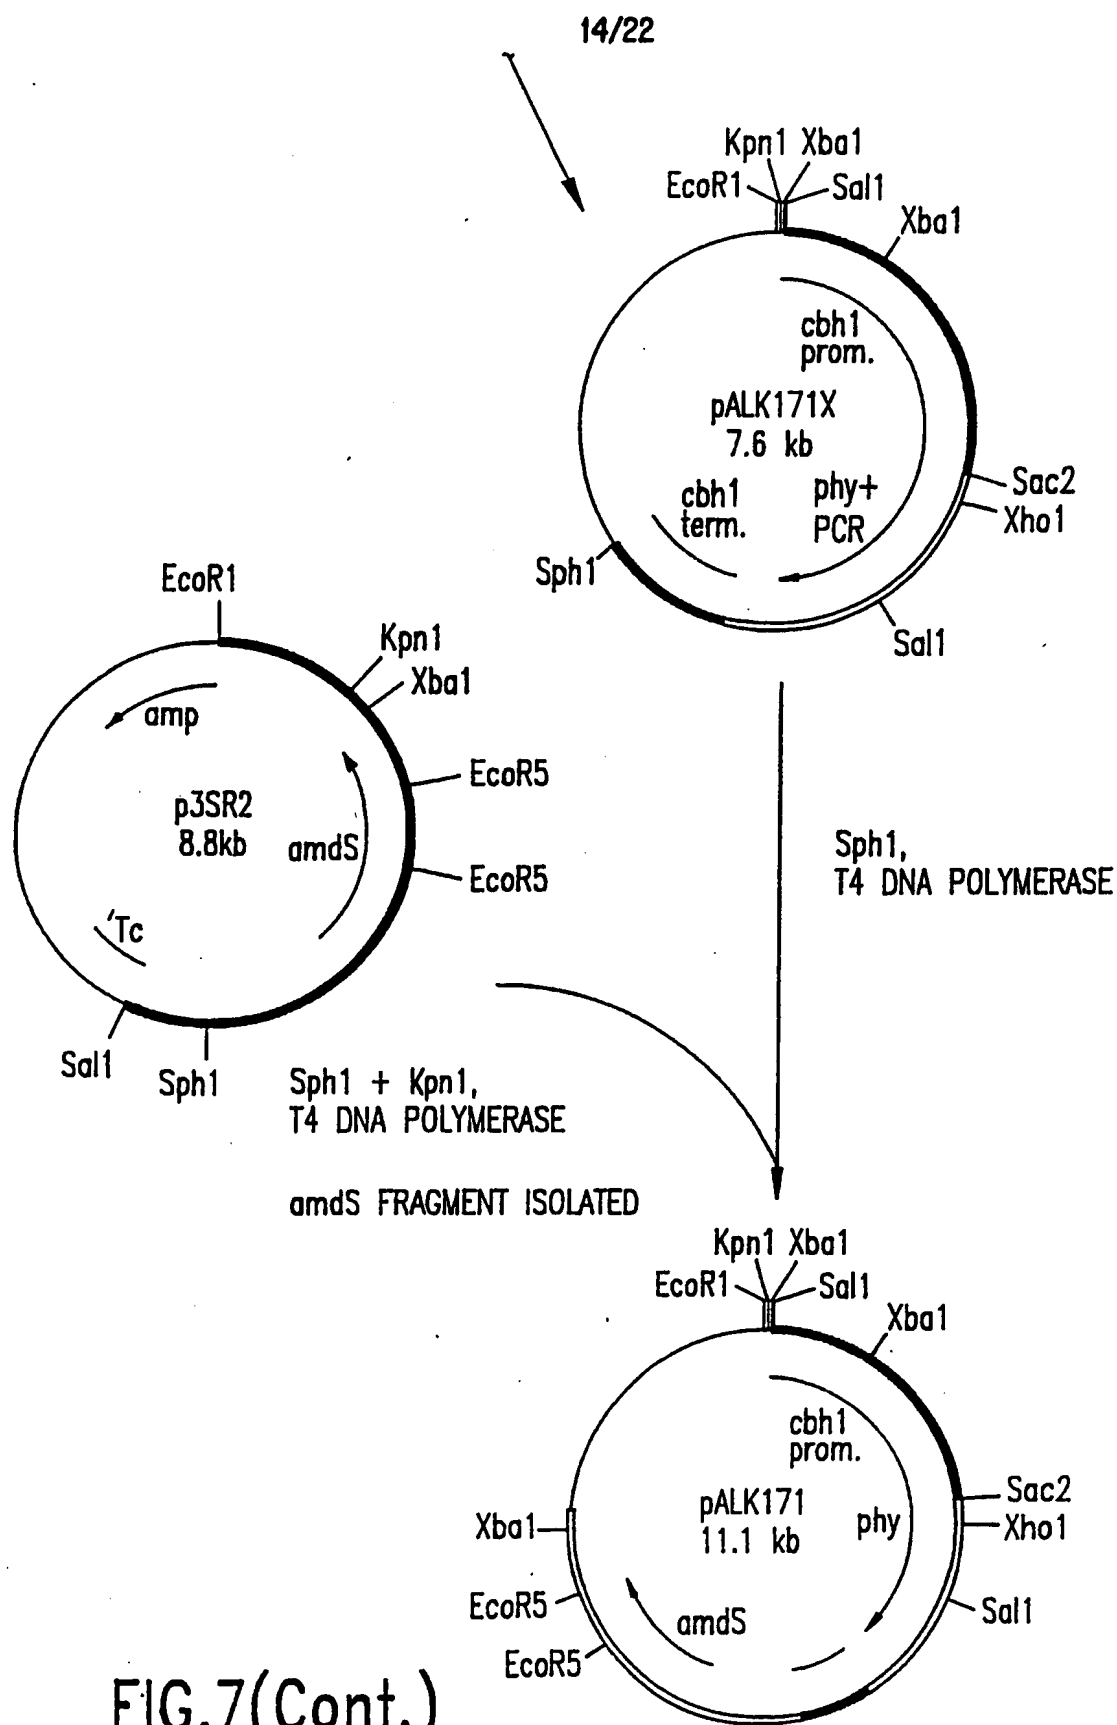 14/22
Kpn1 Xba1
EcoR1
Sal1
Xba1
cbh1
prom.
pALK171X
7.6 kb
cbh1
term.
phy+
PCR
Sac2
Xho1
Sph1
Sal1
EcoR1
Kpn1
Xba1
amp
EcoR5
p3SR2
8.8kb
amdS
EcoR5
'Tc
Sal1
Sph1
Sph1,
T4 DNA POLYMERASE
Sph1 + Kpn1,
T4 DNA POLYMERASE
amdS FRAGMENT ISOLATED
Kpn1 Xba1
EcoR1
Sal1
Xba1
cbh1
prom.
pALK171
11.1 kb
phy
Sac2
Xho1
Xba1
EcoR5
EcoR5
amdS
Sal1
FIG.7(Cont.)